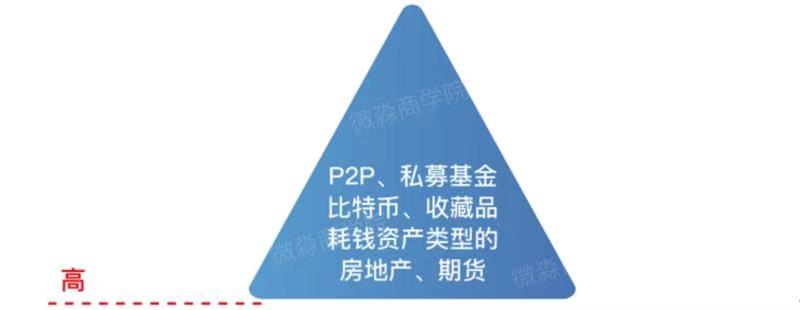 微淼商学院
P2P、私募基金
比特币、收藏品
耗钱资产类型的
微淼商学院
房地产、期货
微淼商
高